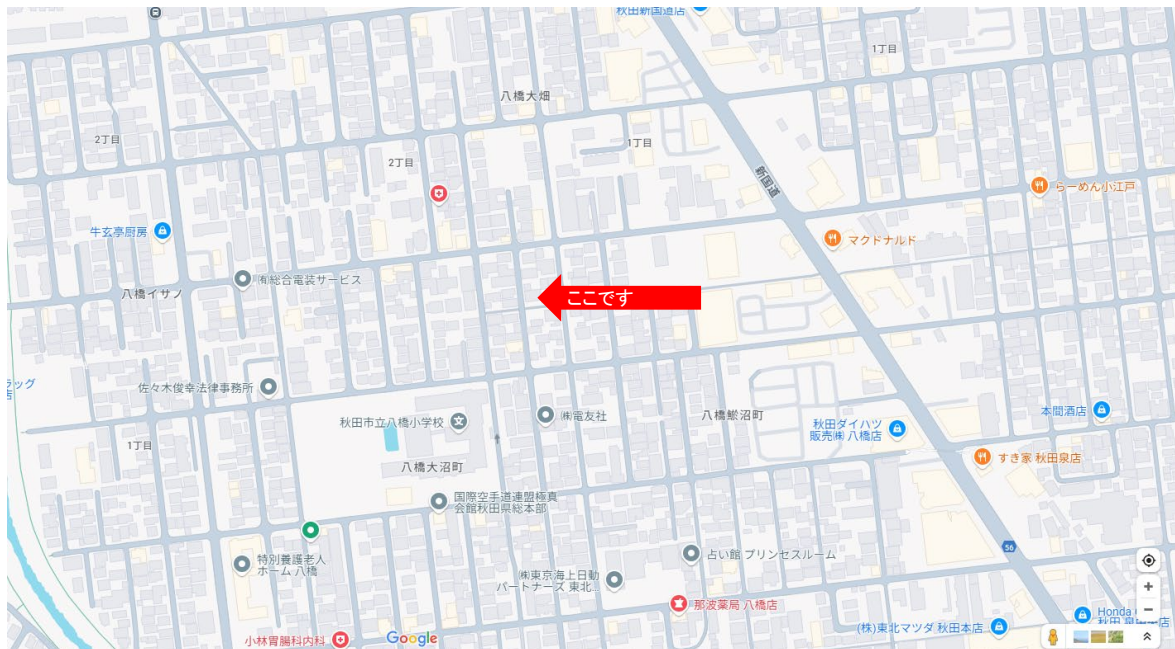 秋田新国道店
1丁目
八橋大畑
2丁目
1丁目
2丁目
新国道
らーめん小江戸
牛玄亭厨房
マクドナルド
㈲総合電装サービス
八橋イサノ
ここです
ラッグ
店
佐々木俊幸法律事務所
秋田市立八橋小学校
㈱電友社
八橋鯲沼町
本間酒店
秋田ダイハツ
販売㈱ 八橋店
1丁目
八橋大沼町
すき家 秋田泉店
国際空手道連盟極真
会館秋田県総本部
56
占い館 プリンセスルーム
特別養護老人
ホーム 八橋
㈱東京海上日動
パートナーズ 東北...
那波薬局 八橋店
Honda
秋田
(株)東北マツダ 秋田本店
小林胃腸科内科
Google